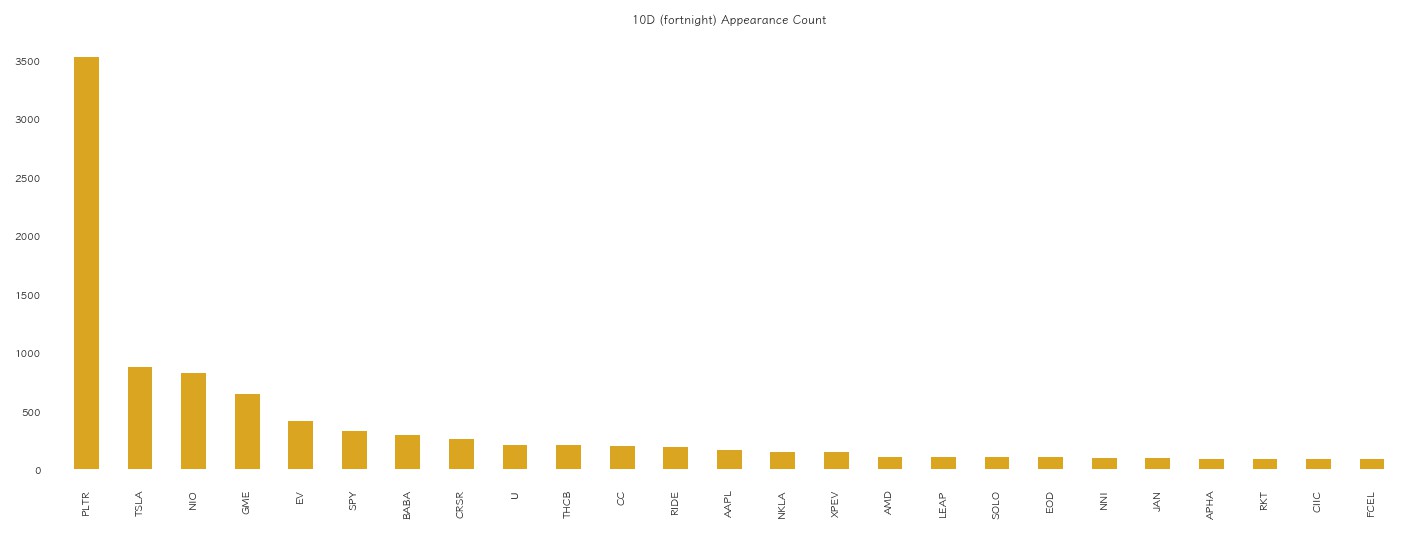 10D (fortnight) Appearance Count
3500
3000
2500
2000
1500
1000
500
0
PLTR
TSLA
NIO
GME
EV
SPY
BABA
CRSR
U
THCB
CC
RIDE
AAPL
NKLA
XPEV
AMD
LEAP
SOLO
EOD
NNI
JAN
APHA
RKT
CIIC
FCEL